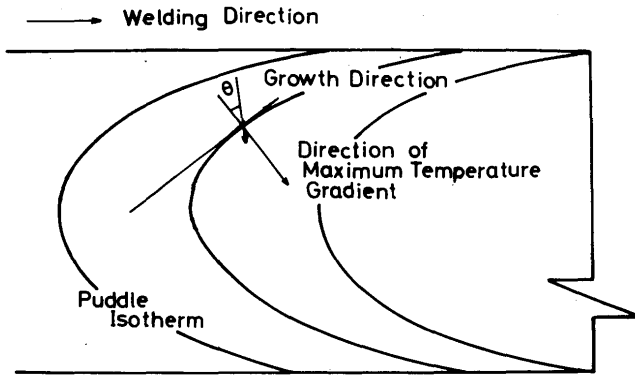 Welding Direction
Growth Direction
θ
Direction of
Maximum Temperature
Gradient
Puddle
Isotherm